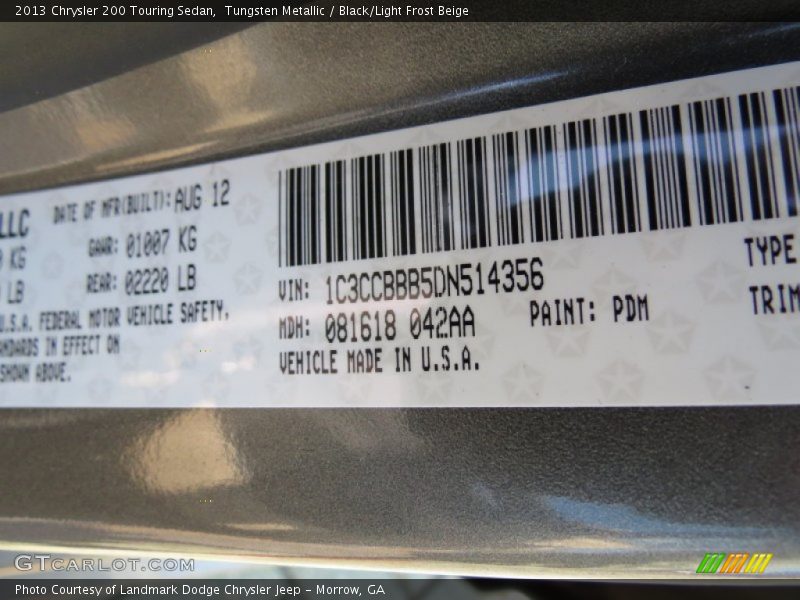 2013 Chrysler 200 Touring Sedan, Tungsten Metallic / Black/Light Frost Beige
LLC DATE OF MFR(BUILT): AUG 12
KG GAWR: 01007 KG
LB REAR: 02220 LB
U.S.A. FEDERAL MOTOR VEHICLE SAFETY,
NDARDS IN EFFECT ON
SHOWN ABOVE.
VIN: 1C3CCBBB5DN514356 TYPE
MDH: 081618 042AA PAINT: PDM TRIM
VEHICLE MADE IN U.S.A.
GTCARLOT.COM
Photo Courtesy of Landmark Dodge Chrysler Jeep – Morrow, GA